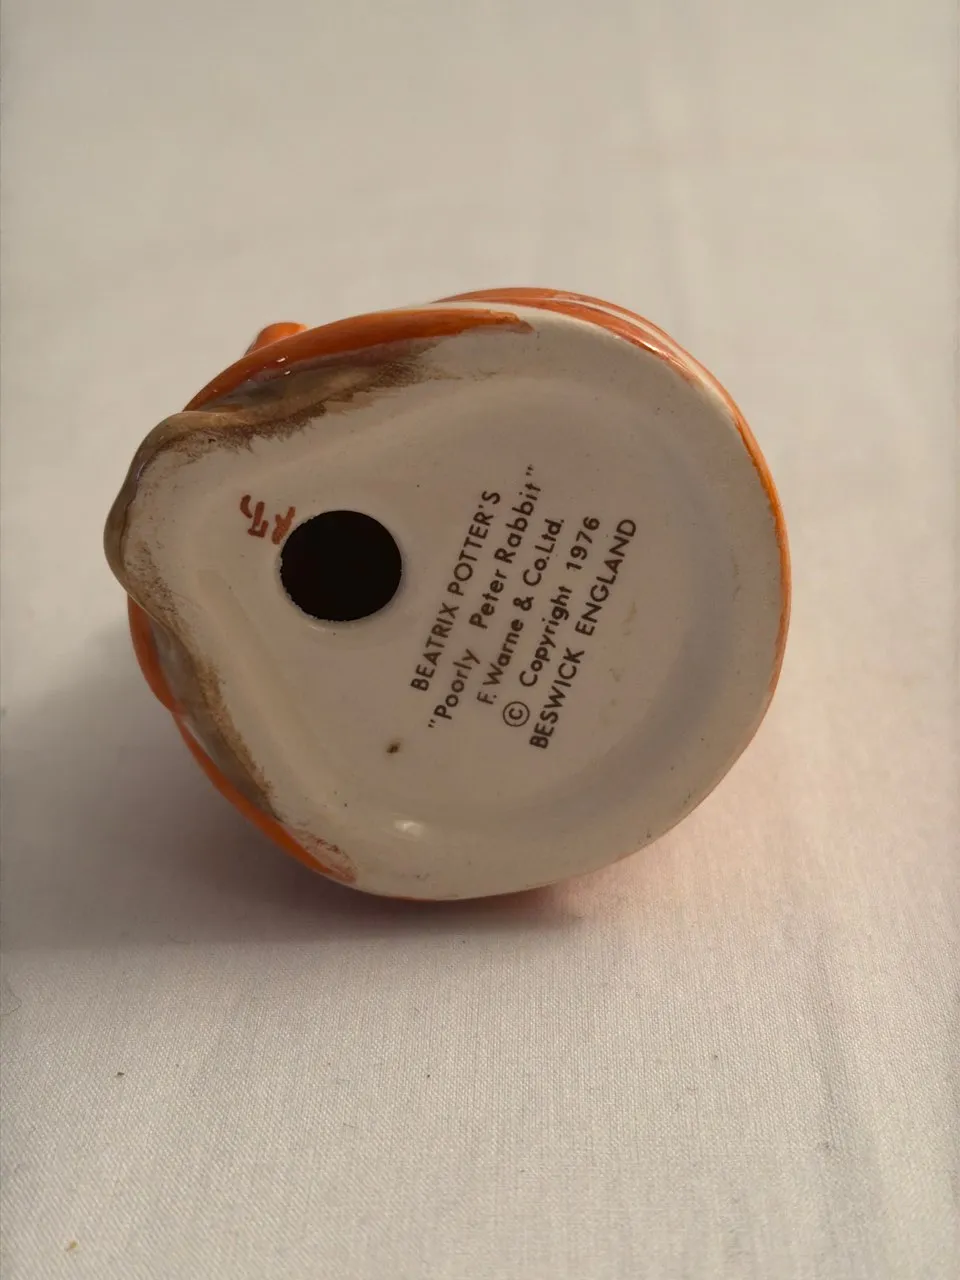 BEATRIX POTTER'S
"Poorly Peter Rabbit"
F. Warne & Co.Ltd.
© Copyright 1976
BESWICK ENGLAND